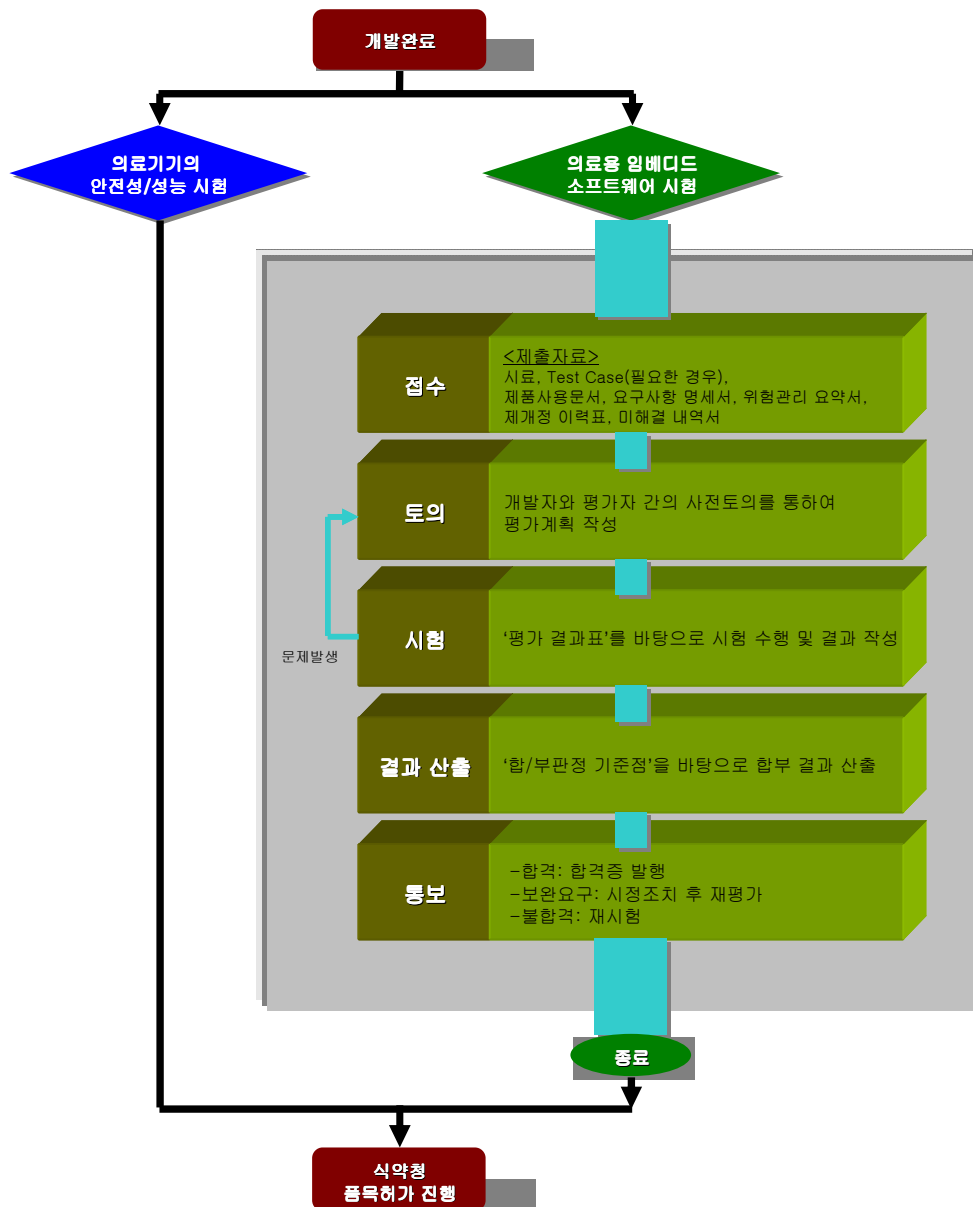 개발완료
의료기기의
안전성/성능 시험
의료용 임베디드
소프트웨어 시험
접수
<제출자료>
시료, Test Case(필요한 경우),
제품사용문서, 요구사항 명세서, 위험관리 요약서,
제개정 이력표, 미해결 내역서
토의
개발자와 평가자 간의 사전토의를 통하여
평가계획 작성
시험
‘평가 결과표’를 바탕으로 시험 수행 및 결과 작성
문제발생
결과 산출
‘합/부판정 기준점’을 바탕으로 합부 결과 산출
통보
-합격: 합격증 발행
-보완요구: 시정조치 후 재평가
-불합격: 재시험
종료
식약청
품목허가 진행